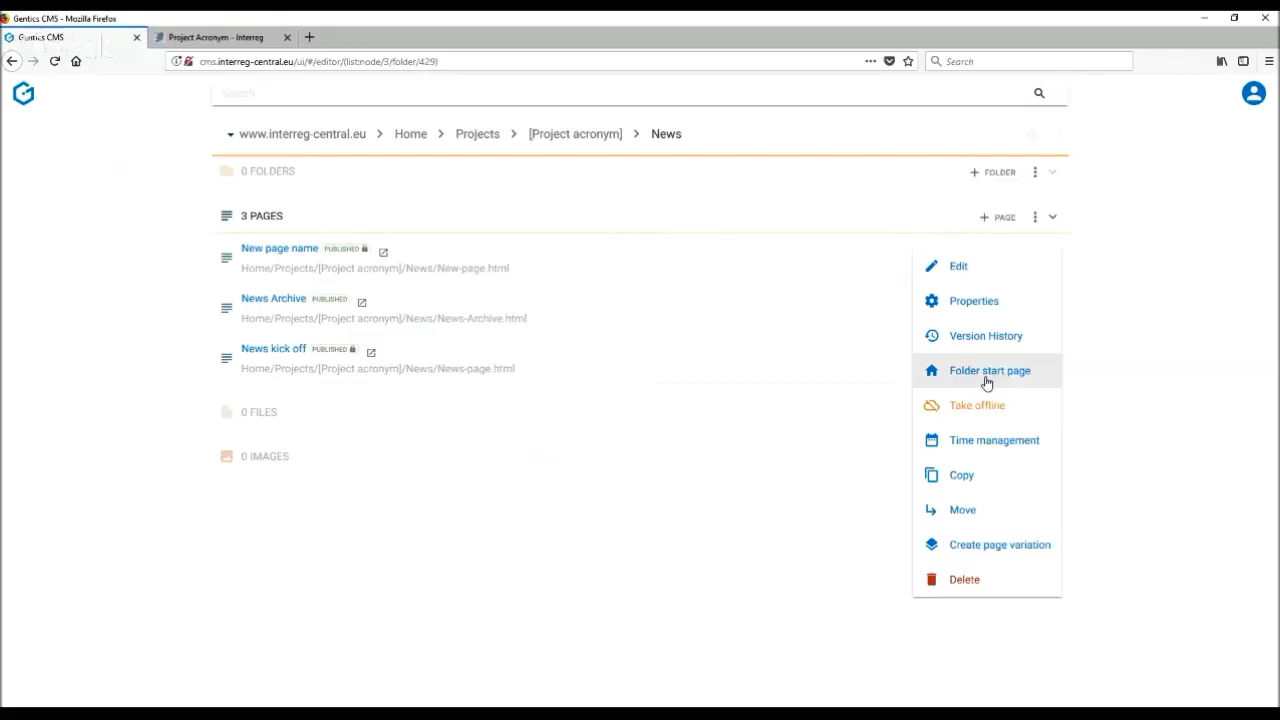 Gentics CMS - Mozilla Firefox
Gentics CMS
Project Acronym - Interreg
cms.interreg-central.eu/ui/#/editor/(list:node/3/folder/429)
Search
Search
www.interreg-central.eu > Home > Projects > [Project acronym] > News
0 FOLDERS
+ FOLDER
3 PAGES
+ PAGE
New page name PUBLISHED
Home/Projects/[Project acronym]/News/New-page.html
News Archive PUBLISHED
Home/Projects/[Project acronym]/News/News-Archive.html
News kick off PUBLISHED
Home/Projects/[Project acronym]/News/News-page.html
0 FILES
0 IMAGES
Edit
Properties
Version History
Folder start page
Take offline
Time management
Copy
Move
Create page variation
Delete